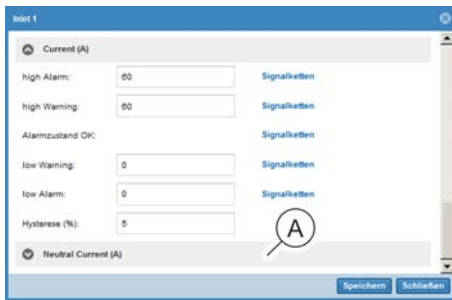 Inlet 1
Current (A)
high Alarm: 60 Signalketten
high Warning: 60 Signalketten
Alarmzustand OK: Signalketten
low Warning: 0 Signalketten
low Alarm: 0 Signalketten
Hysterese (%): 5
A
Neutral Current (A)
Speichern Schließen